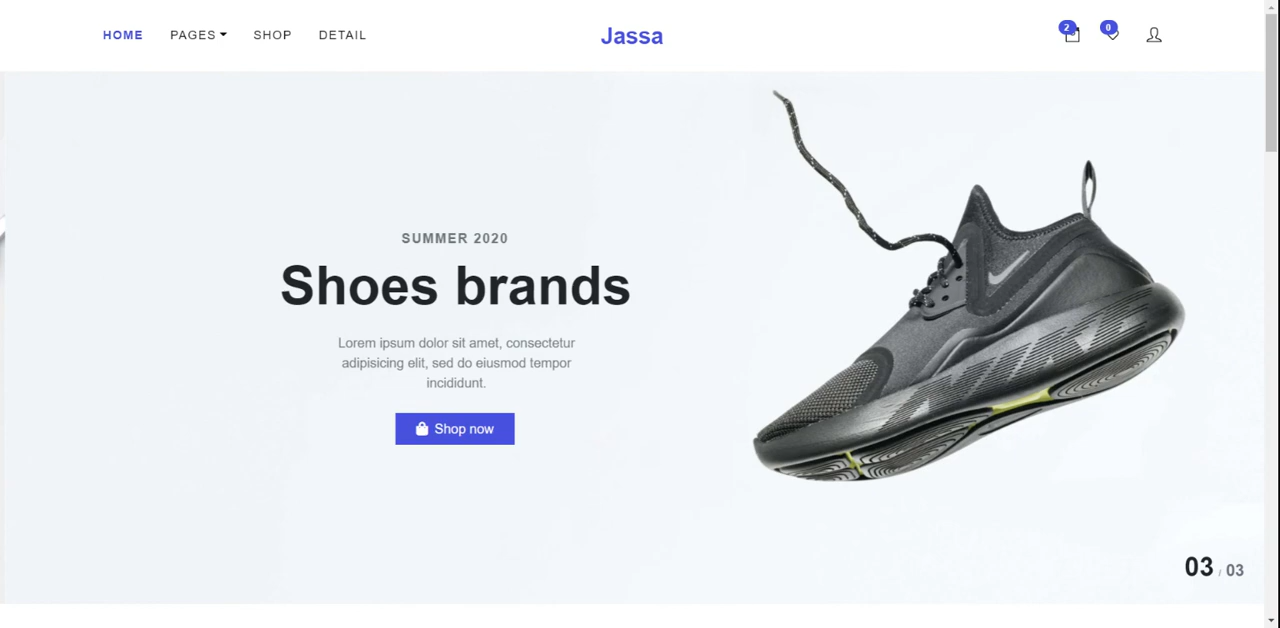 HOME PAGES SHOP DETAIL Jassa 2 0
SUMMER 2020
Shoes brands
Lorem ipsum dolor sit amet, consectetur
adipisicing elit, sed do eiusmod tempor
incididunt.
Shop now
03 / 03